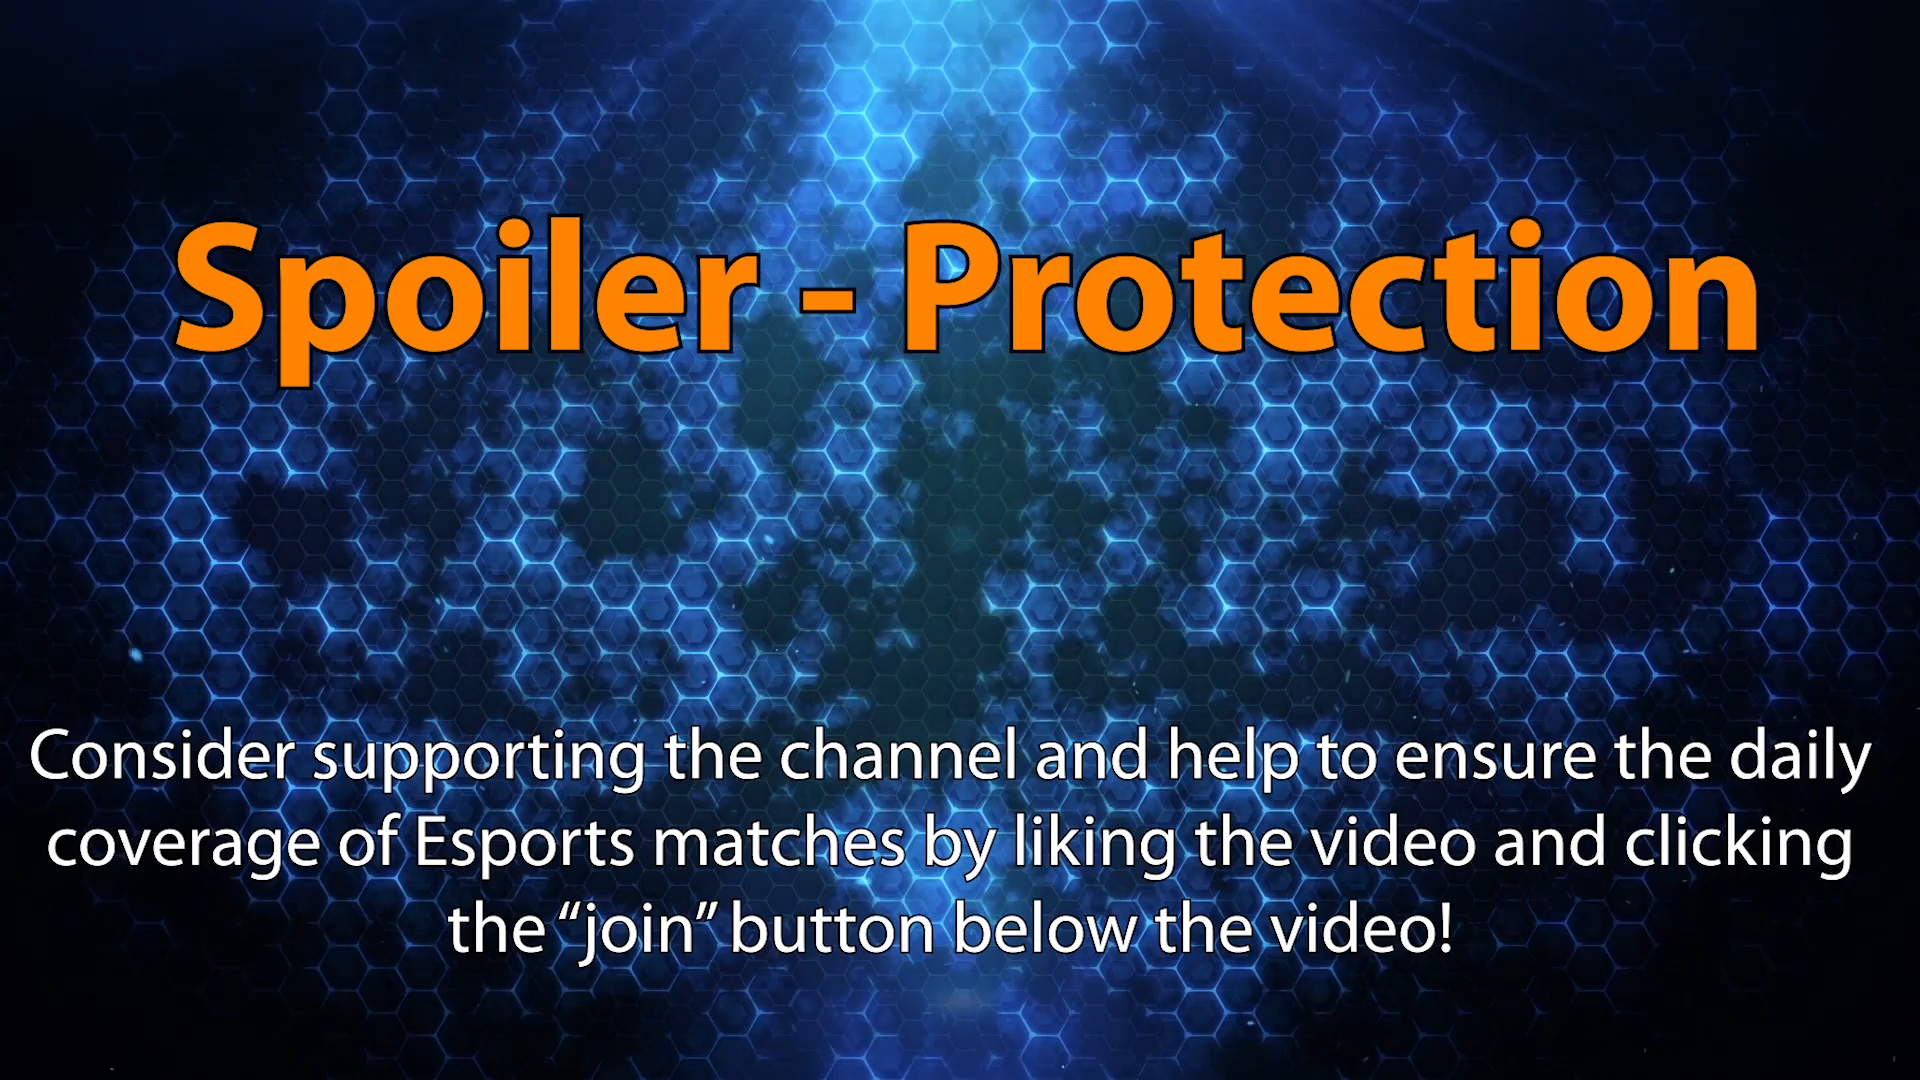 Spoiler - Protection
Consider supporting the channel and help to ensure the daily
coverage of Esports matches by liking the video and clicking
the “join” button below the video!